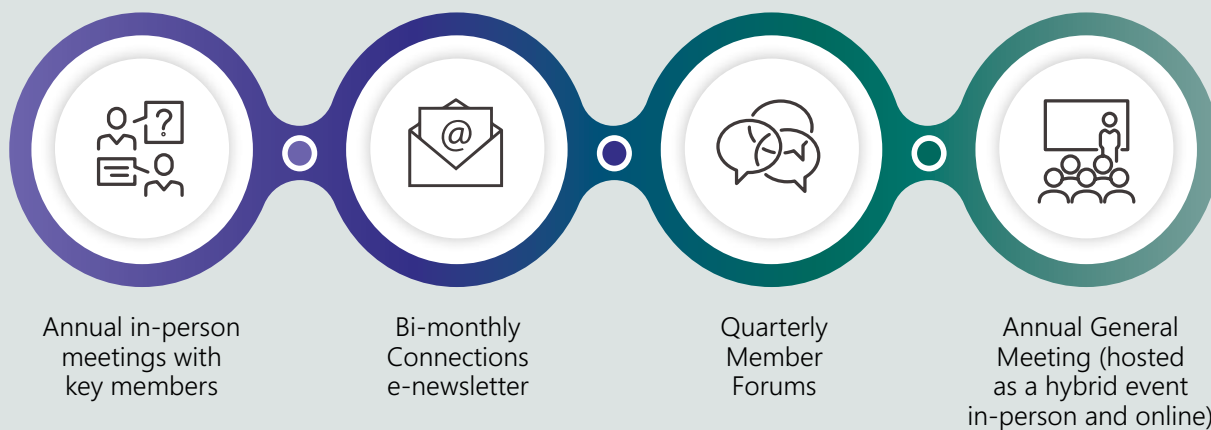 ?
@
Annual in-person
meetings with
key members
Bi-monthly
Connections
e-newsletter
Quarterly
Member
Forums
Annual General
Meeting (hosted
as a hybrid event
in-person and online)